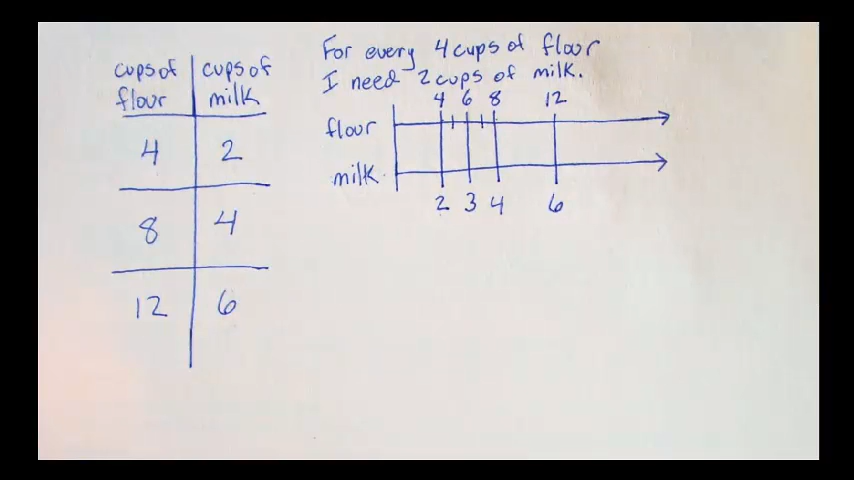 For every 4 cups of flour
I need 2 cups of milk.
cups of flour
cups of milk
4 2
8 4
12 6
4 6 8 12
flour
milk
2 3 4 6